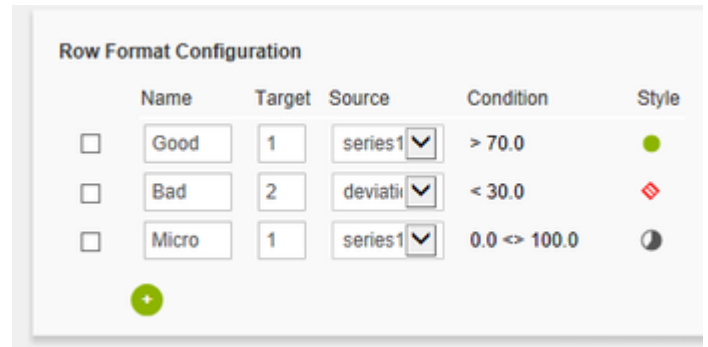 Row Format Configuration
Name Target Source Condition Style
Good 1 series1 > 70.0
Bad 2 deviati < 30.0
Micro 1 series1 0.0 <> 100.0